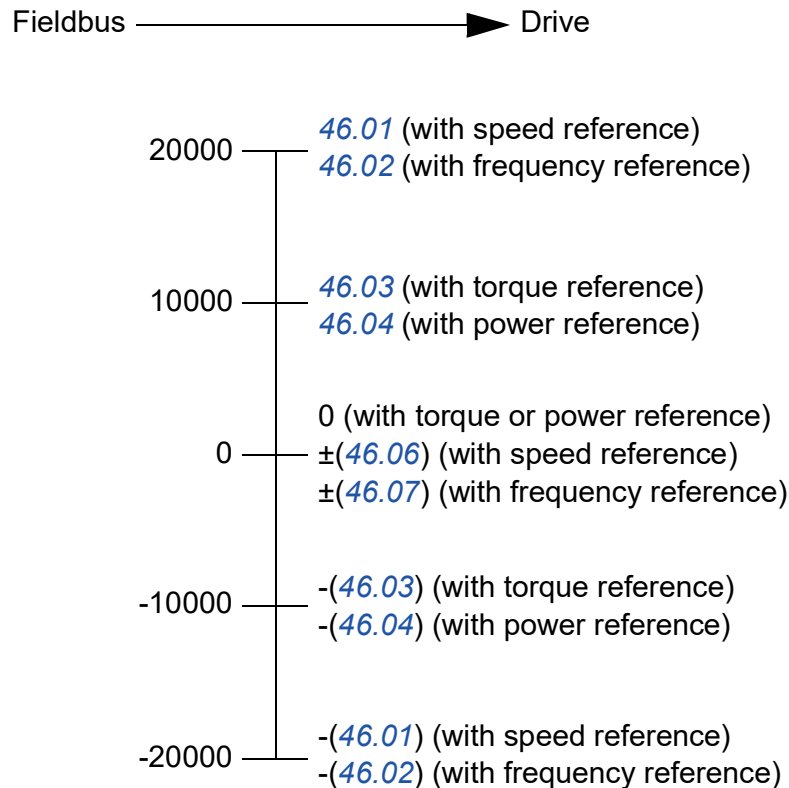 Fieldbus Drive
46.01 (with speed reference)
20000
46.02 (with frequency reference)
46.03 (with torque reference)
10000
46.04 (with power reference)
0 (with torque or power reference)
0 ±(46.06) (with speed reference)
±(46.07) (with frequency reference)
-(46.03) (with torque reference)
-10000
-(46.04) (with power reference)
-(46.01) (with speed reference)
-20000
-(46.02) (with frequency reference)